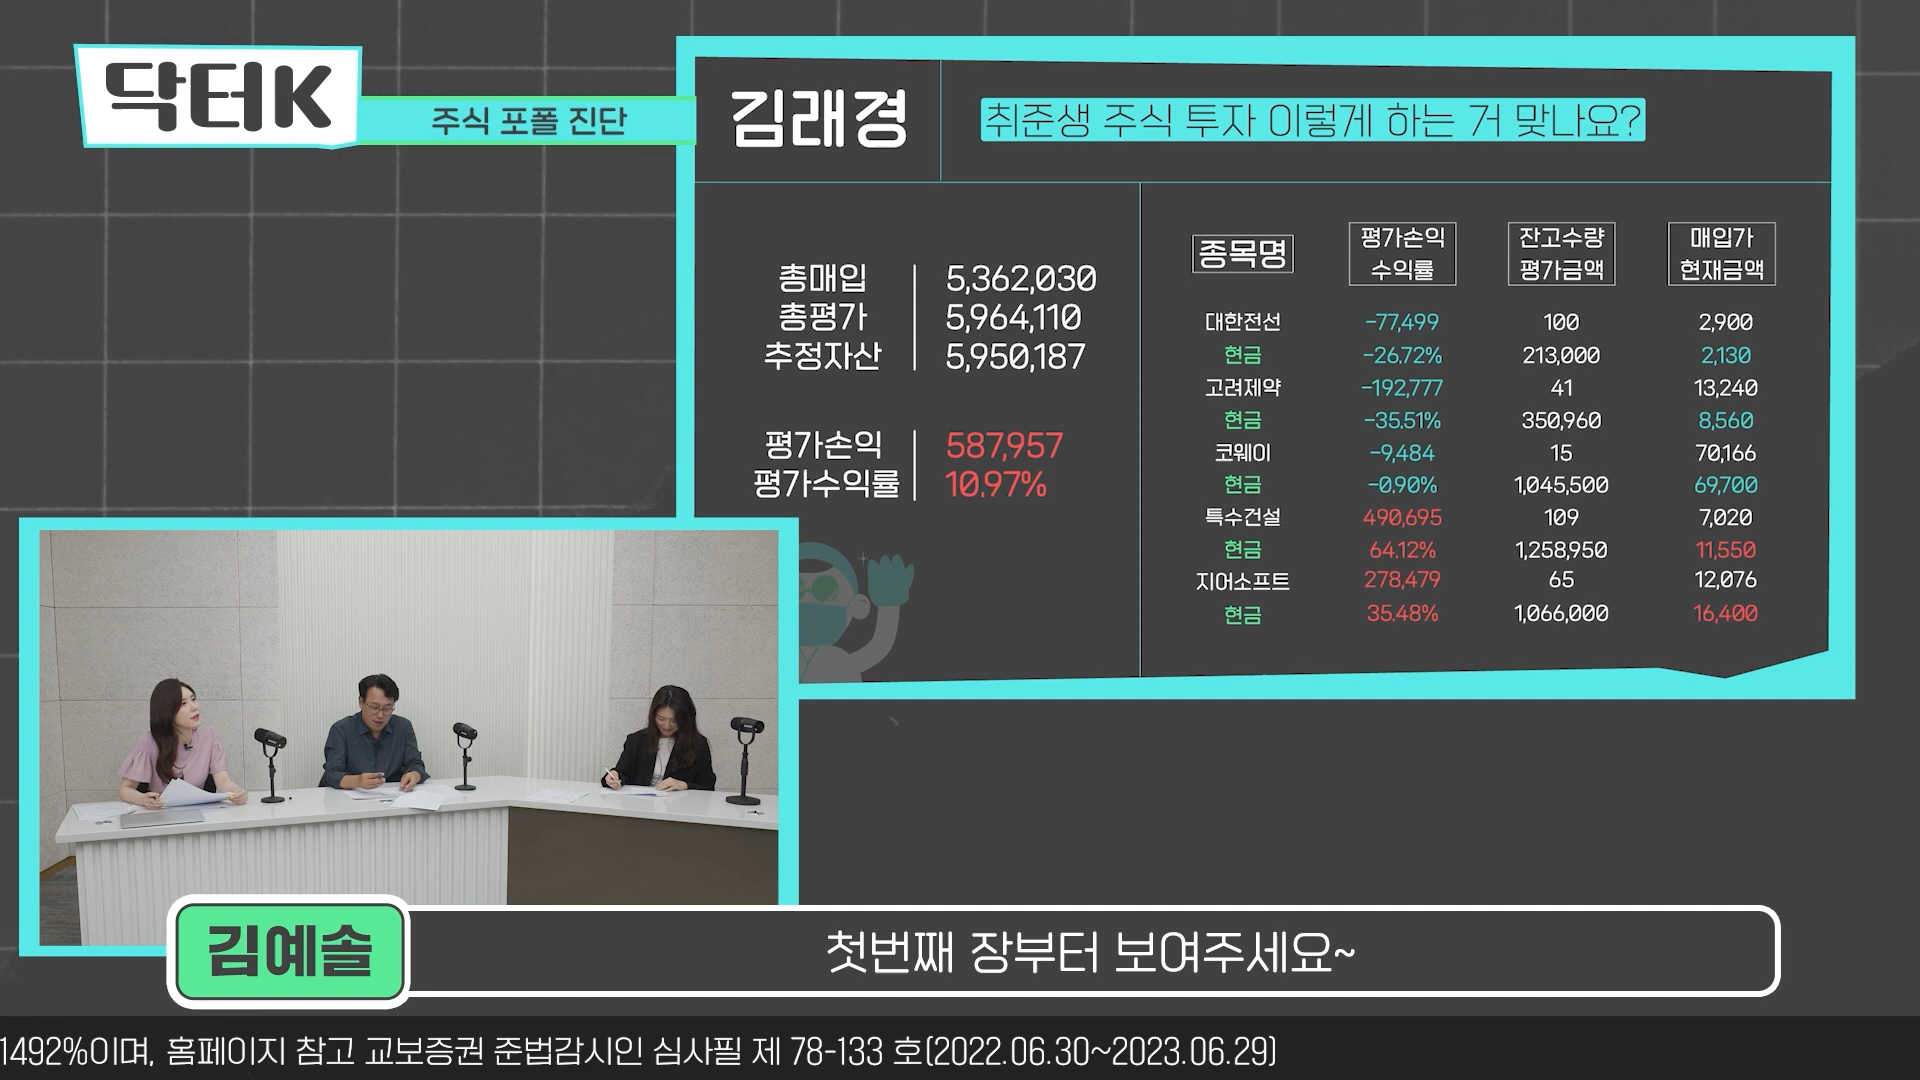 닥터K
주식 포폴 진단
김래경
취준생 주식 투자 이렇게 하는 거 맞나요?
총매입 5,362,030
총평가 5,964,110
추정자산 5,950,187
평가손익 587,957
평가수익률 10.97%
종목명 평가손익 잔고수량 매입가
수익률 평가금액 현재금액
대한전선 -77,499 100 2,900
현금 -26.72% 213,000 2,130
고려제약 -192,777 41 13,240
현금 -35.51% 350,960 8,560
코웨이 -9,484 15 70,166
현금 -0.90% 1,045,500 69,700
특수건설 490,695 109 7,020
현금 64.12% 1,258,950 11,550
지어소프트 278,479 65 12,076
현금 35.48% 1,066,000 16,400
김예솔
첫번째 장부터 보여주세요~
1492%이며, 홈페이지 참고 교보증권 준법감시인 심사필 제 78-133 호(2022.06.30~2023.06.29)